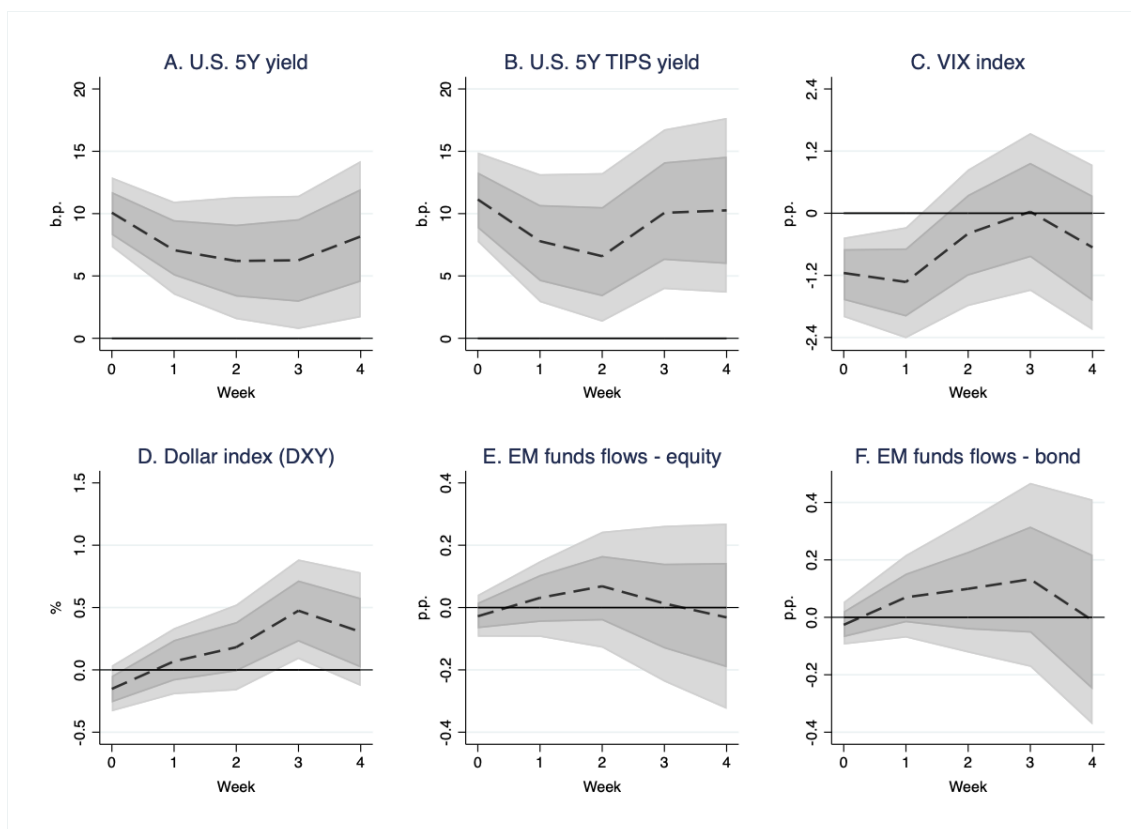 A. U.S. 5Y yield
b.p.
20
15
10
5
0
0 1 2 3 4
Week
B. U.S. 5Y TIPS yield
b.p.
20
15
10
5
0
0 1 2 3 4
Week
C. VIX index
p.p.
2.4
1.2
0
-1.2
-2.4
0 1 2 3 4
Week
D. Dollar index (DXY)
%
1.5
1.0
0.5
0.0
-0.5
0 1 2 3 4
Week
E. EM funds flows - equity
p.p.
0.4
0.2
0.0
-0.2
-0.4
0 1 2 3 4
Week
F. EM funds flows - bond
p.p.
0.4
0.2
0.0
-0.2
-0.4
0 1 2 3 4
Week